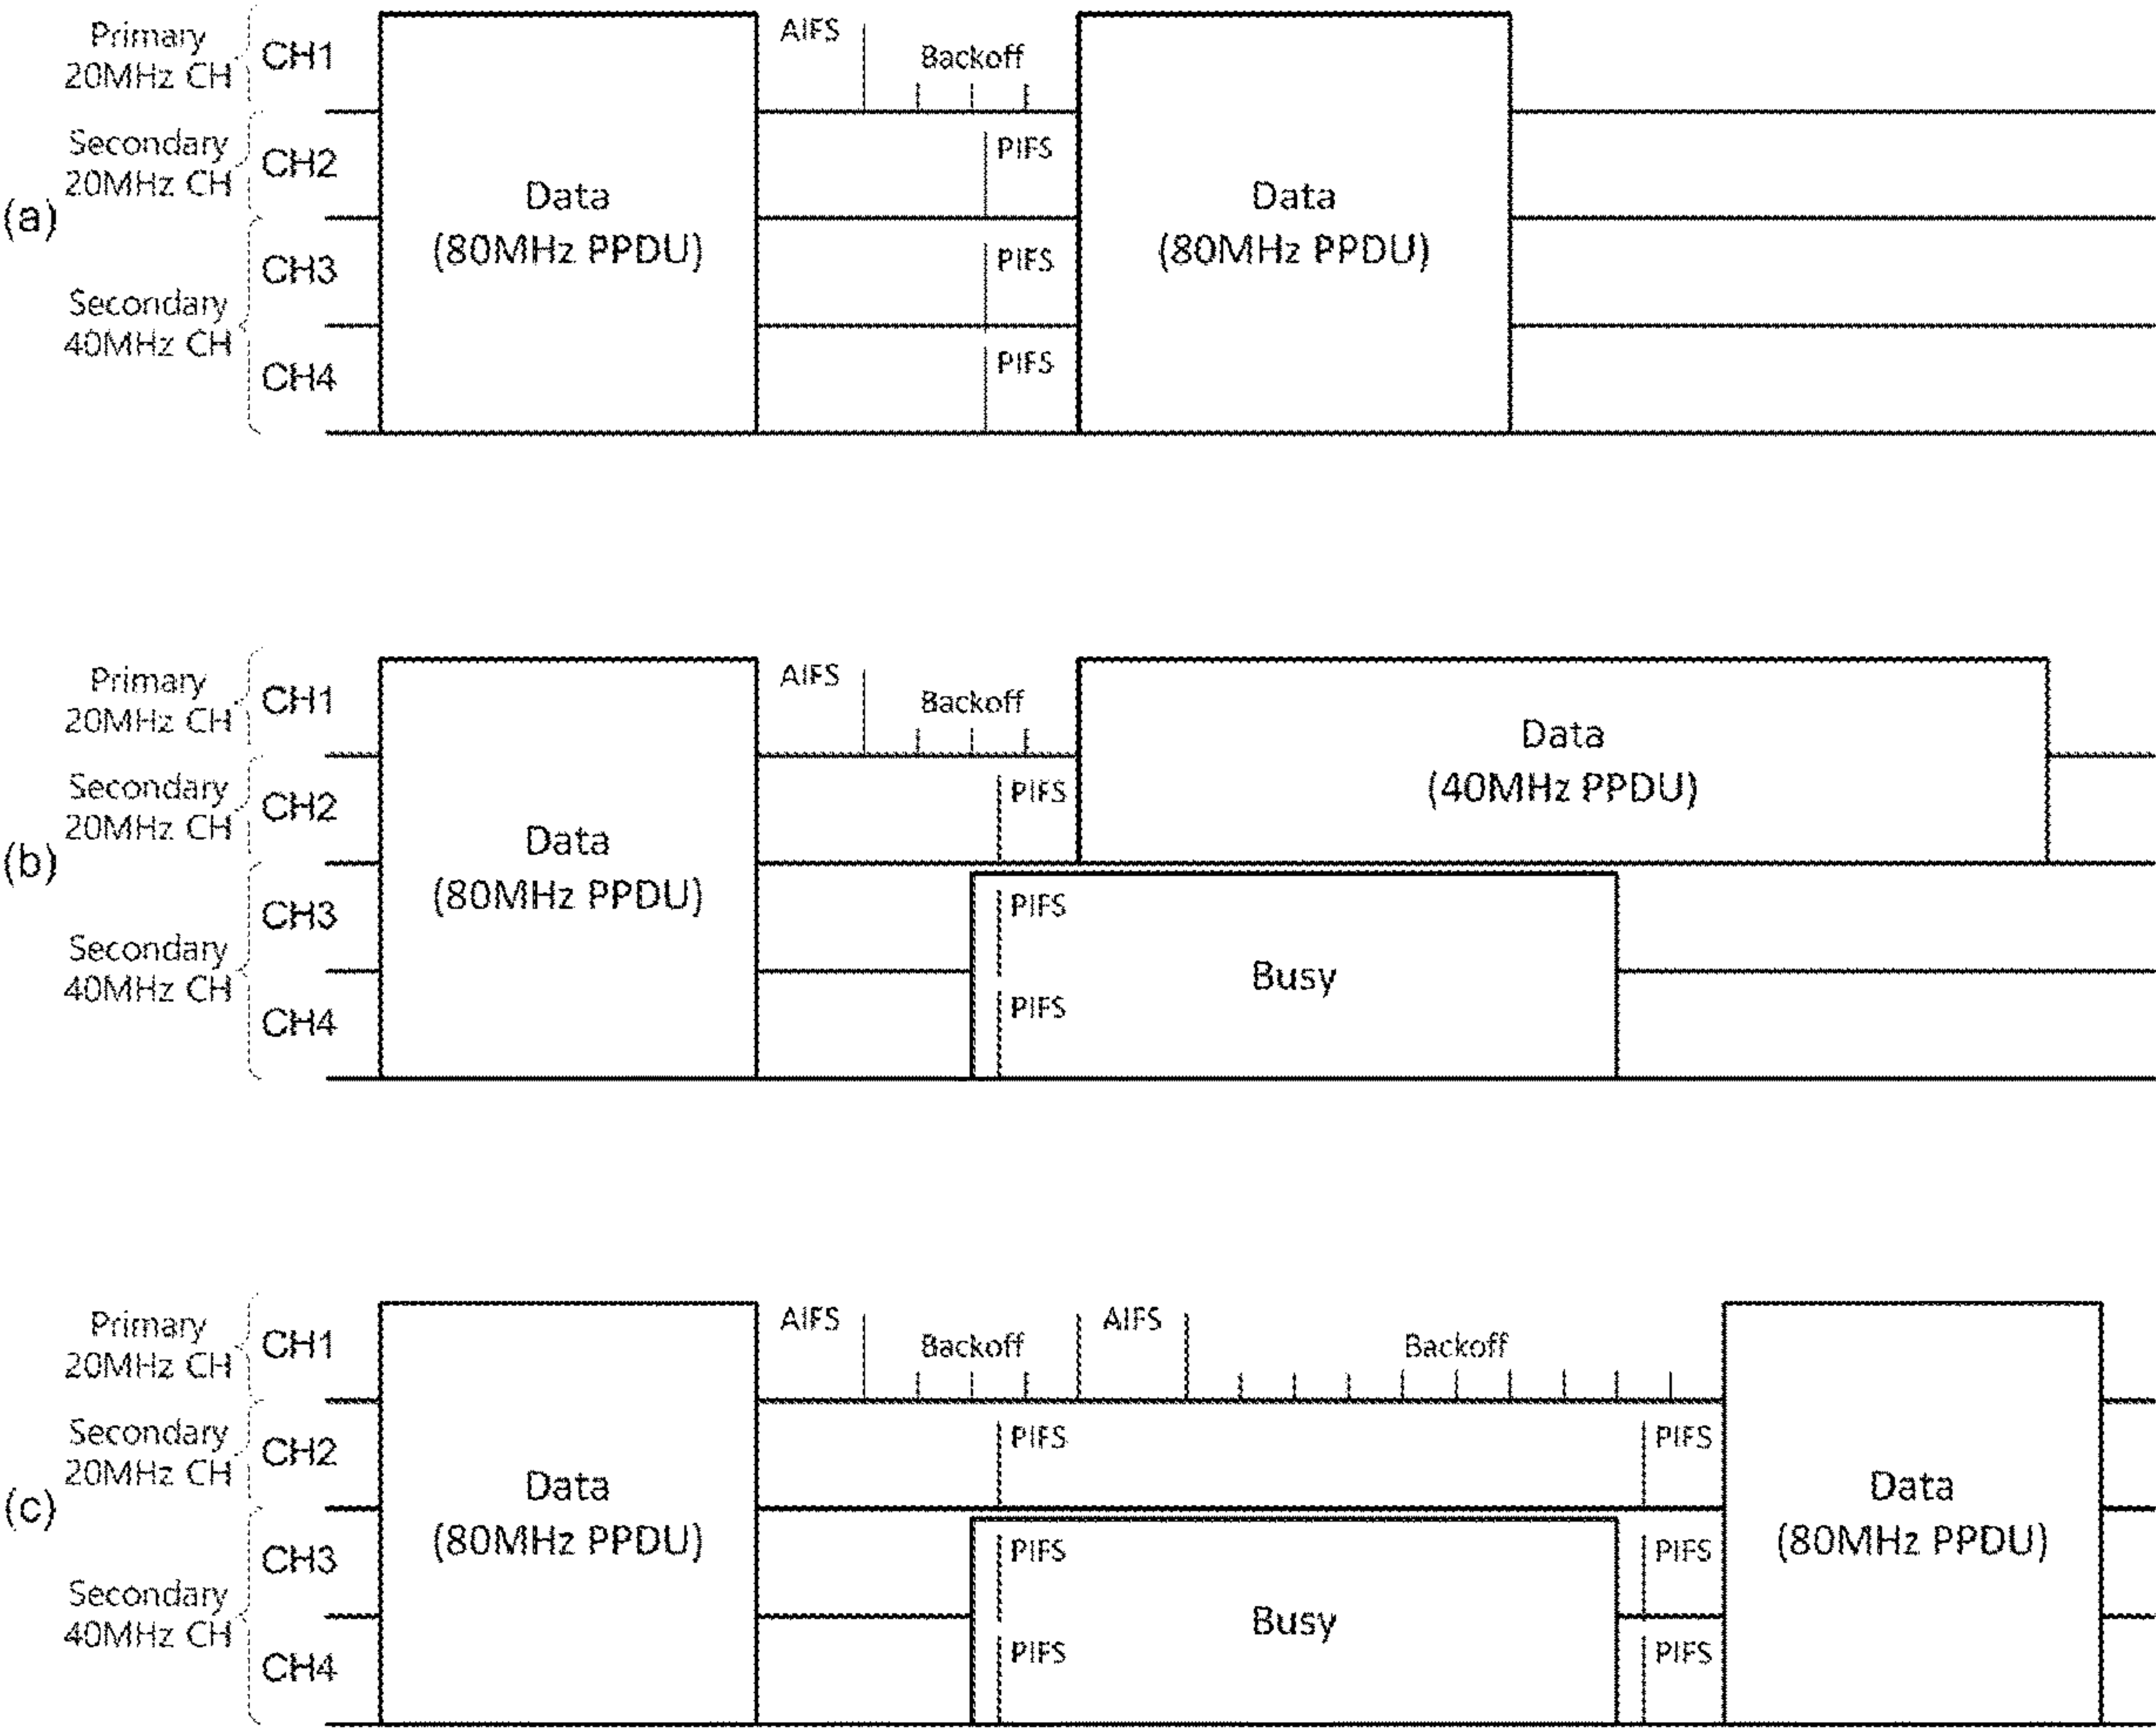 Primary
20MHz CH
CH1
AIFS
Backoff
Secondary
20MHz CH
CH2
PIFS
(a)
Data
(80MHz PPDU)
Data
(80MHz PPDU)
CH3
PIFS
Secondary
40MHz CH
CH4
PIFS
Primary
20MHz CH
CH1
AIFS
Backoff
Data
(40MHz PPDU)
Secondary
20MHz CH
CH2
PIFS
(b)
Data
(80MHz PPDU)
CH3
PIFS
Secondary
40MHz CH
Busy
CH4
PIFS
Primary
20MHz CH
CH1
AIFS
Backoff
AIFS
Backoff
Secondary
20MHz CH
CH2
PIFS
PIFS
(c)
Data
(80MHz PPDU)
Data
(80MHz PPDU)
CH3
PIFS
PIFS
Secondary
40MHz CH
Busy
CH4
PIFS
PIFS